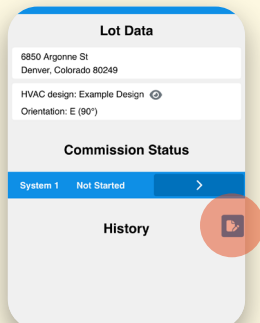 Lot Data
6850 Argonne St
Denver, Colorado 80249
HVAC design: Example Design
Orientation: E (90°)
Commission Status
System 1 Not Started
History